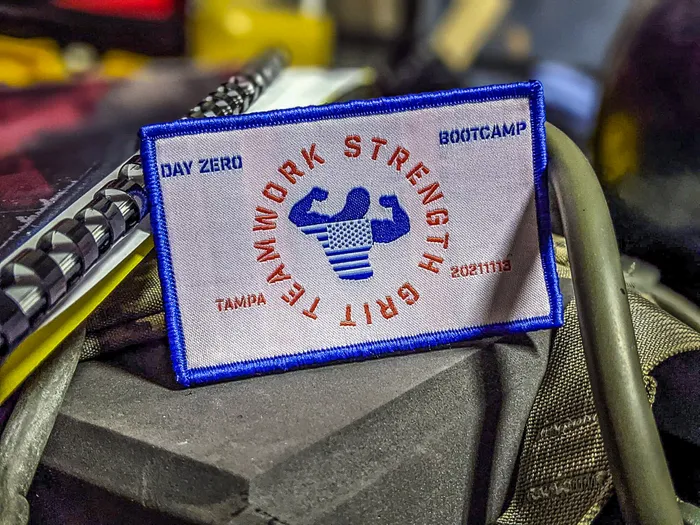 DAY ZERO
BOOTCAMP
TEAMWORK STRENGTH GRIT
TAMPA
20211113